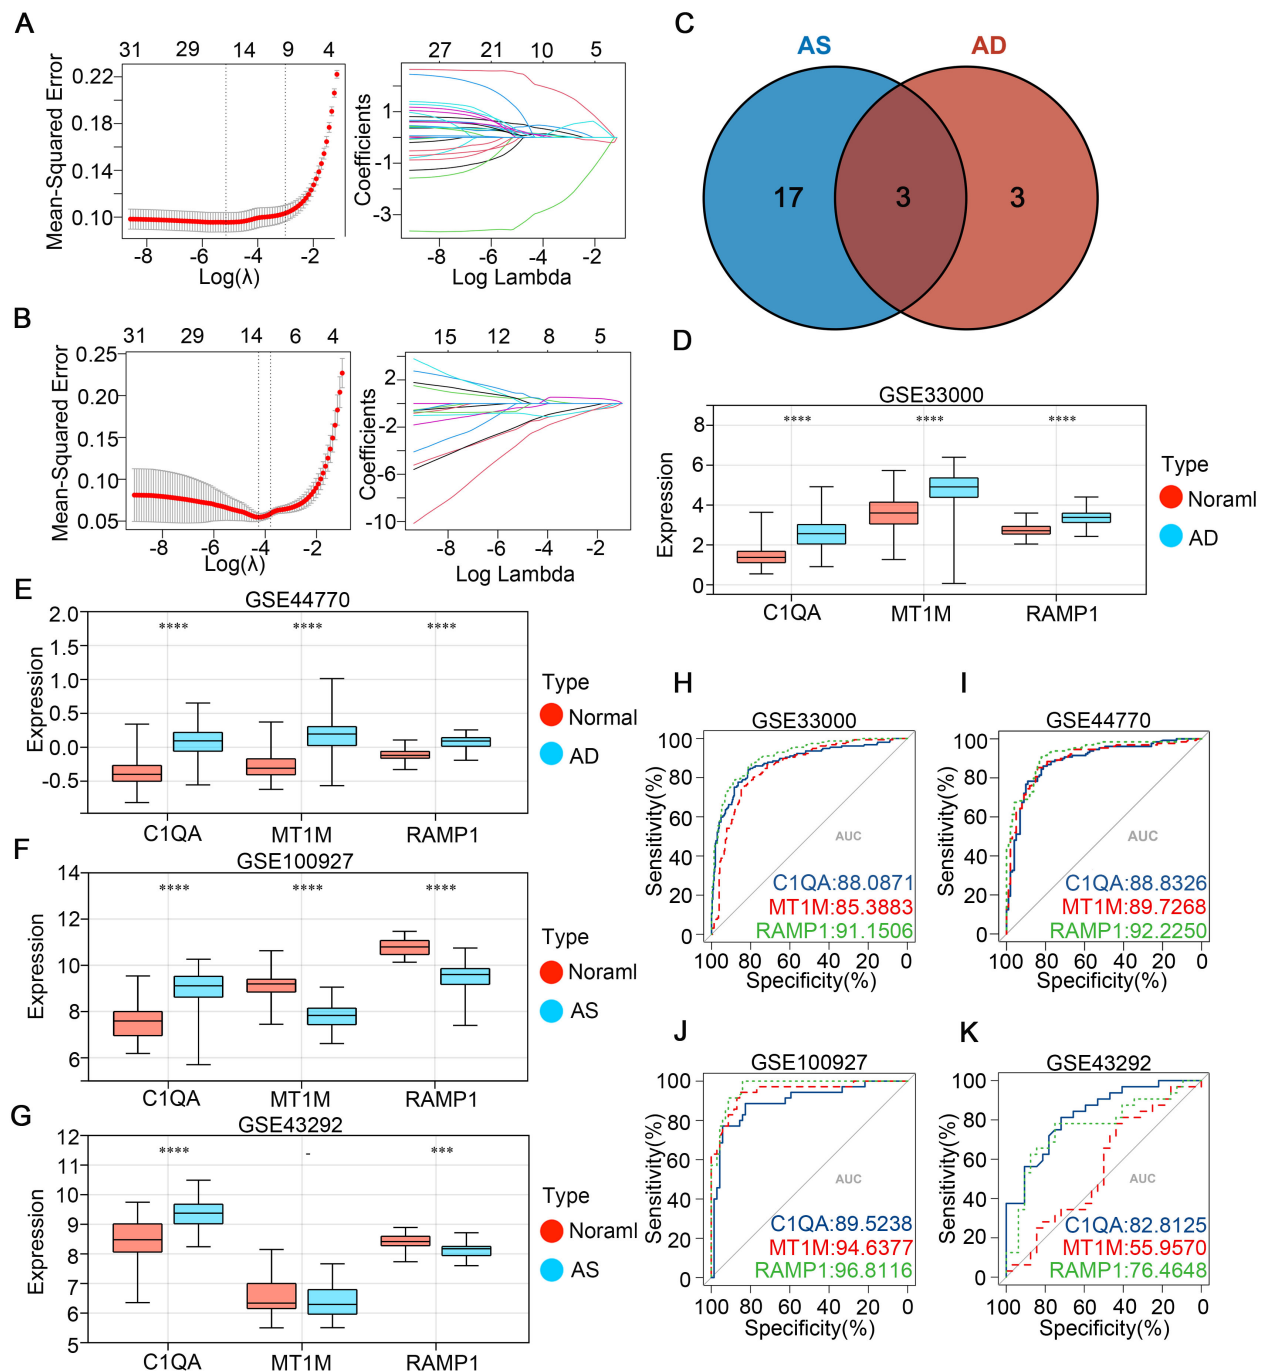 A
31 29 14 9 4
Mean-Squared Error
0.22
0.18
0.14
0.10
-8 -6 -4 -2
Log(λ)
27 21 10 5
Coefficients
1
-1
-3
-8 -6 -4 -2
Log Lambda
B
31 29 14 6 4
Mean-Squared Error
0.25
0.20
0.15
0.10
0.05
-8 -6 -4 -2
Log(λ)
15 12 8 5
Coefficients
2
-2
-6
-10
-8 -6 -4 -2
Log Lambda
C
AS AD
17 3 3
D
GSE33000
Expression
8
6
4
2
0
**** **** ****
C1QA MT1M RAMP1
Type
Noraml
AD
E
GSE44770
Expression
2.0
1.5
1.0
0.5
0.0
-0.5
**** **** ****
C1QA MT1M RAMP1
Type
Normal
AD
F
GSE100927
Expression
14
12
10
8
6
**** **** ****
C1QA MT1M RAMP1
Type
Noraml
AS
G
GSE43292
Expression
12
11
10
9
8
7
6
5
**** - ***
C1QA MT1M RAMP1
Type
Noraml
AS
H
GSE33000
Sensitivity(%)
100
80
60
40
20
0
AUC
C1QA:88.0871
MT1M:85.3883
RAMP1:91.1506
100 80 60 40 20 0
Specificity(%)
I
GSE44770
Sensitivity(%)
100
80
60
40
20
0
AUC
C1QA:88.8326
MT1M:89.7268
RAMP1:92.2250
100 80 60 40 20 0
Specificity(%)
J
GSE100927
Sensitivity(%)
100
80
60
40
20
0
AUC
C1QA:89.5238
MT1M:94.6377
RAMP1:96.8116
100 80 60 40 20 0
Specificity(%)
K
GSE43292
Sensitivity(%)
100
80
60
40
20
0
AUC
C1QA:82.8125
MT1M:55.9570
RAMP1:76.4648
100 80 60 40 20 0
Specificity(%)